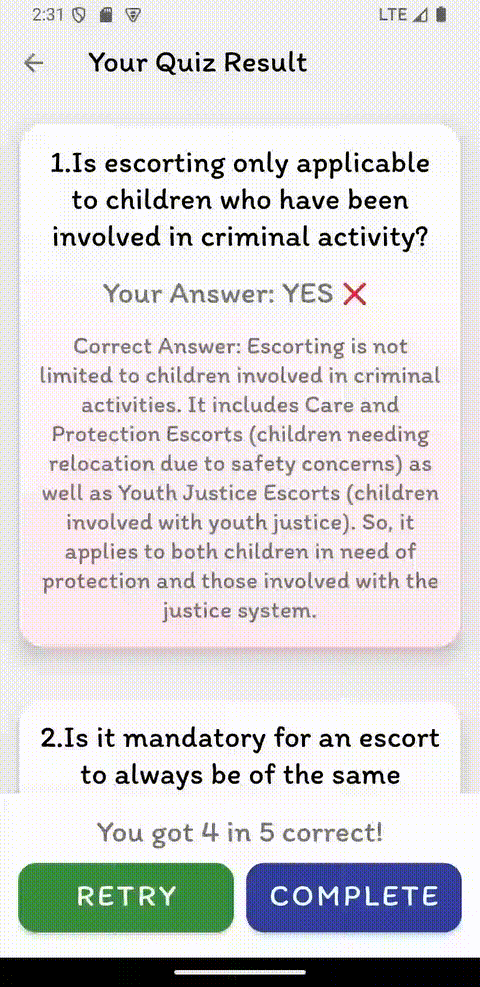 2:31
LTE
Your Quiz Result
1.Is escorting only applicable
to children who have been
involved in criminal activity?
Your Answer: YES ❌
Correct Answer: Escorting is not
limited to children involved in criminal
activities. It includes Care and
Protection Escorts (children needing
relocation due to safety concerns) as
well as Youth Justice Escorts (children
involved with youth justice). So, it
applies to both children in need of
protection and those involved with the
justice system.
2.Is it mandatory for an escort
to always be of the same
You got 4 in 5 correct!
RETRY
COMPLETE